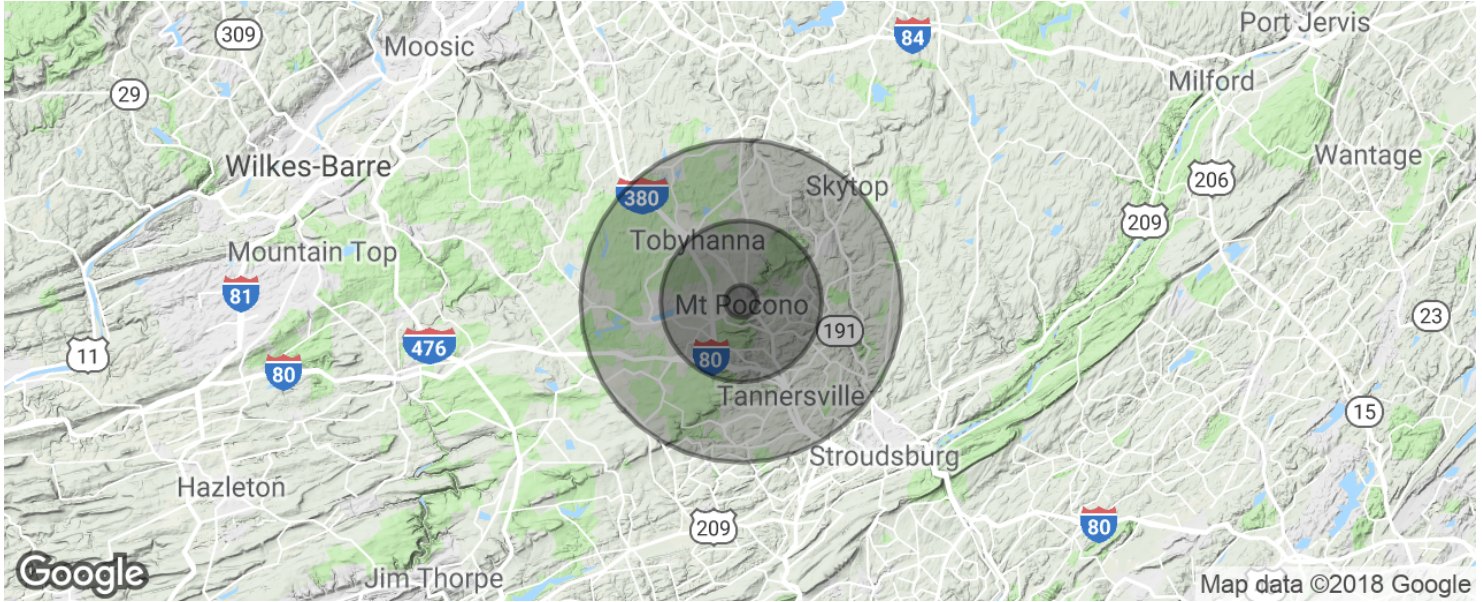 Port Jervis
309
84
Moosic
Milford
29
Wantage
Wilkes-Barre
206
Skytop
380
209
Tobyhanna
Mountain Top
81
Mt Pocono
23
191
476
11
80
80
Tannersville
15
Stroudsburg
Hazleton
209
80
Jim Thorpe
Google
Map data ©2018 Google